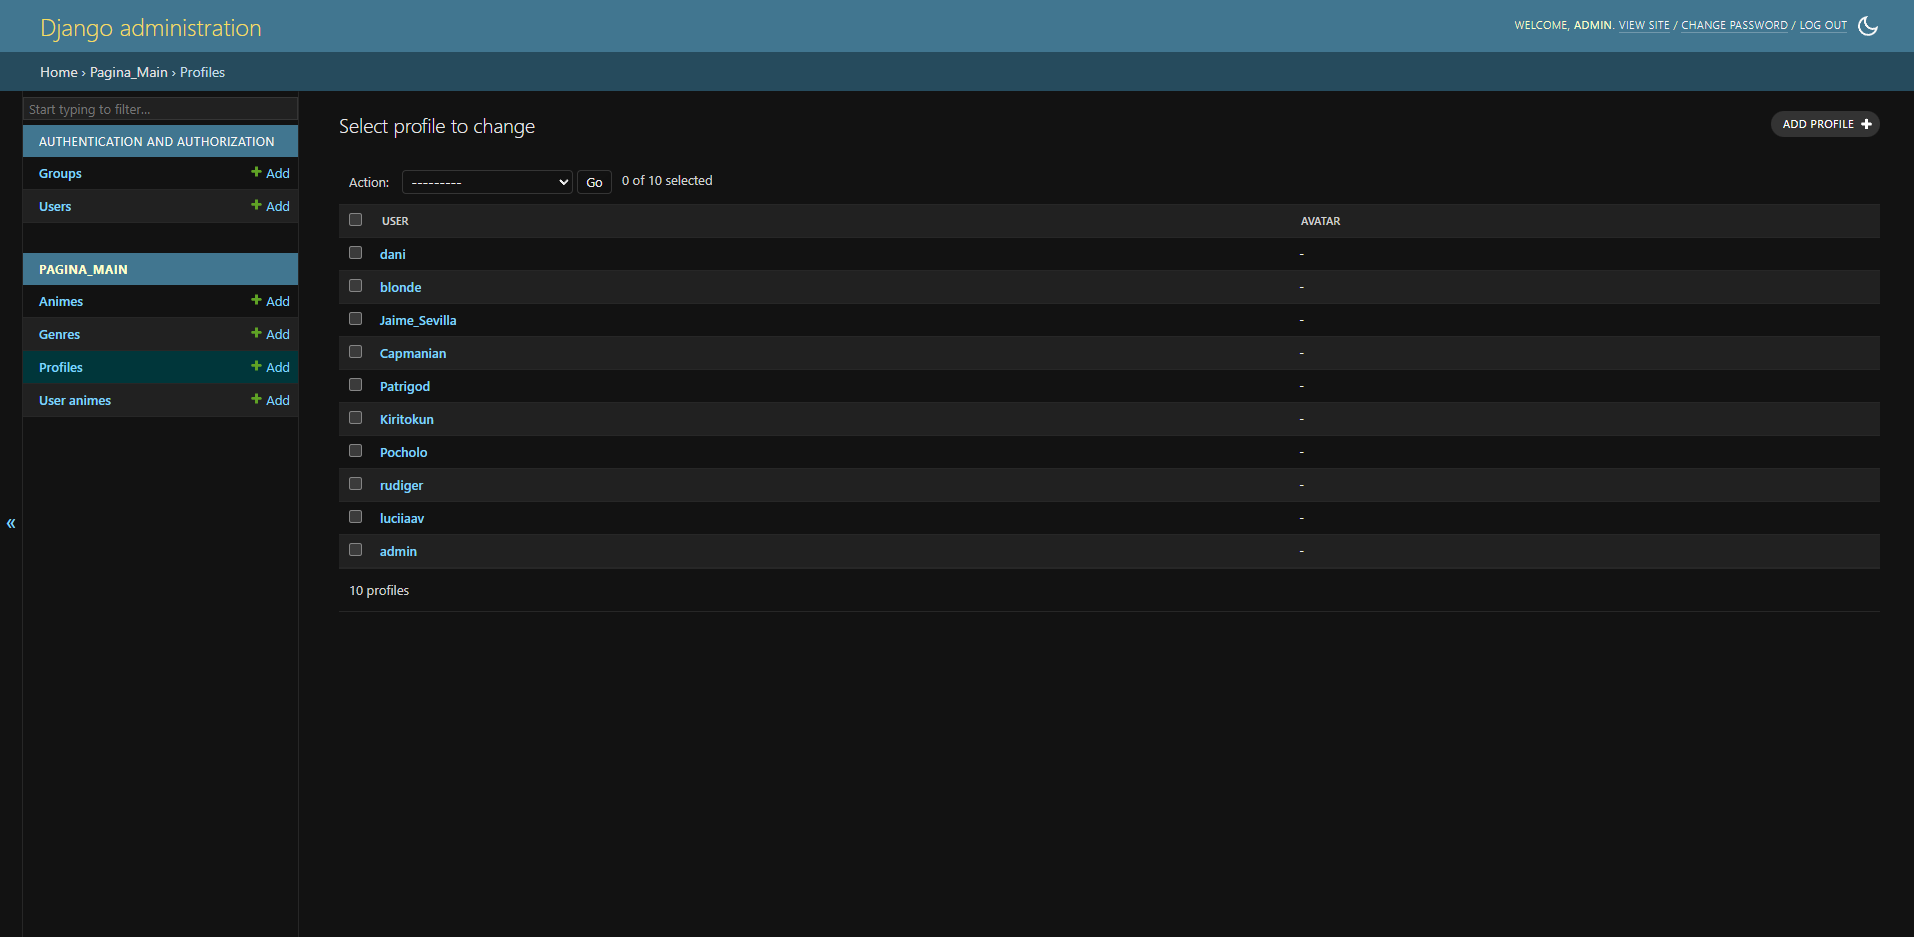 Django administration
WELCOME, ADMIN. VIEW SITE / CHANGE PASSWORD / LOG OUT
Home › Pagina_Main › Profiles
Start typing to filter...
AUTHENTICATION AND AUTHORIZATION
Groups + Add
Users + Add
PAGINA_MAIN
Animes + Add
Genres + Add
Profiles + Add
User animes + Add
«
Select profile to change
ADD PROFILE +
Action: --------- Go 0 of 10 selected
USER AVATAR
dani -
blonde -
Jaime_Sevilla -
Capmanian -
Patrigod -
Kiritokun -
Pocholo -
rudiger -
luciiaav -
admin -
10 profiles